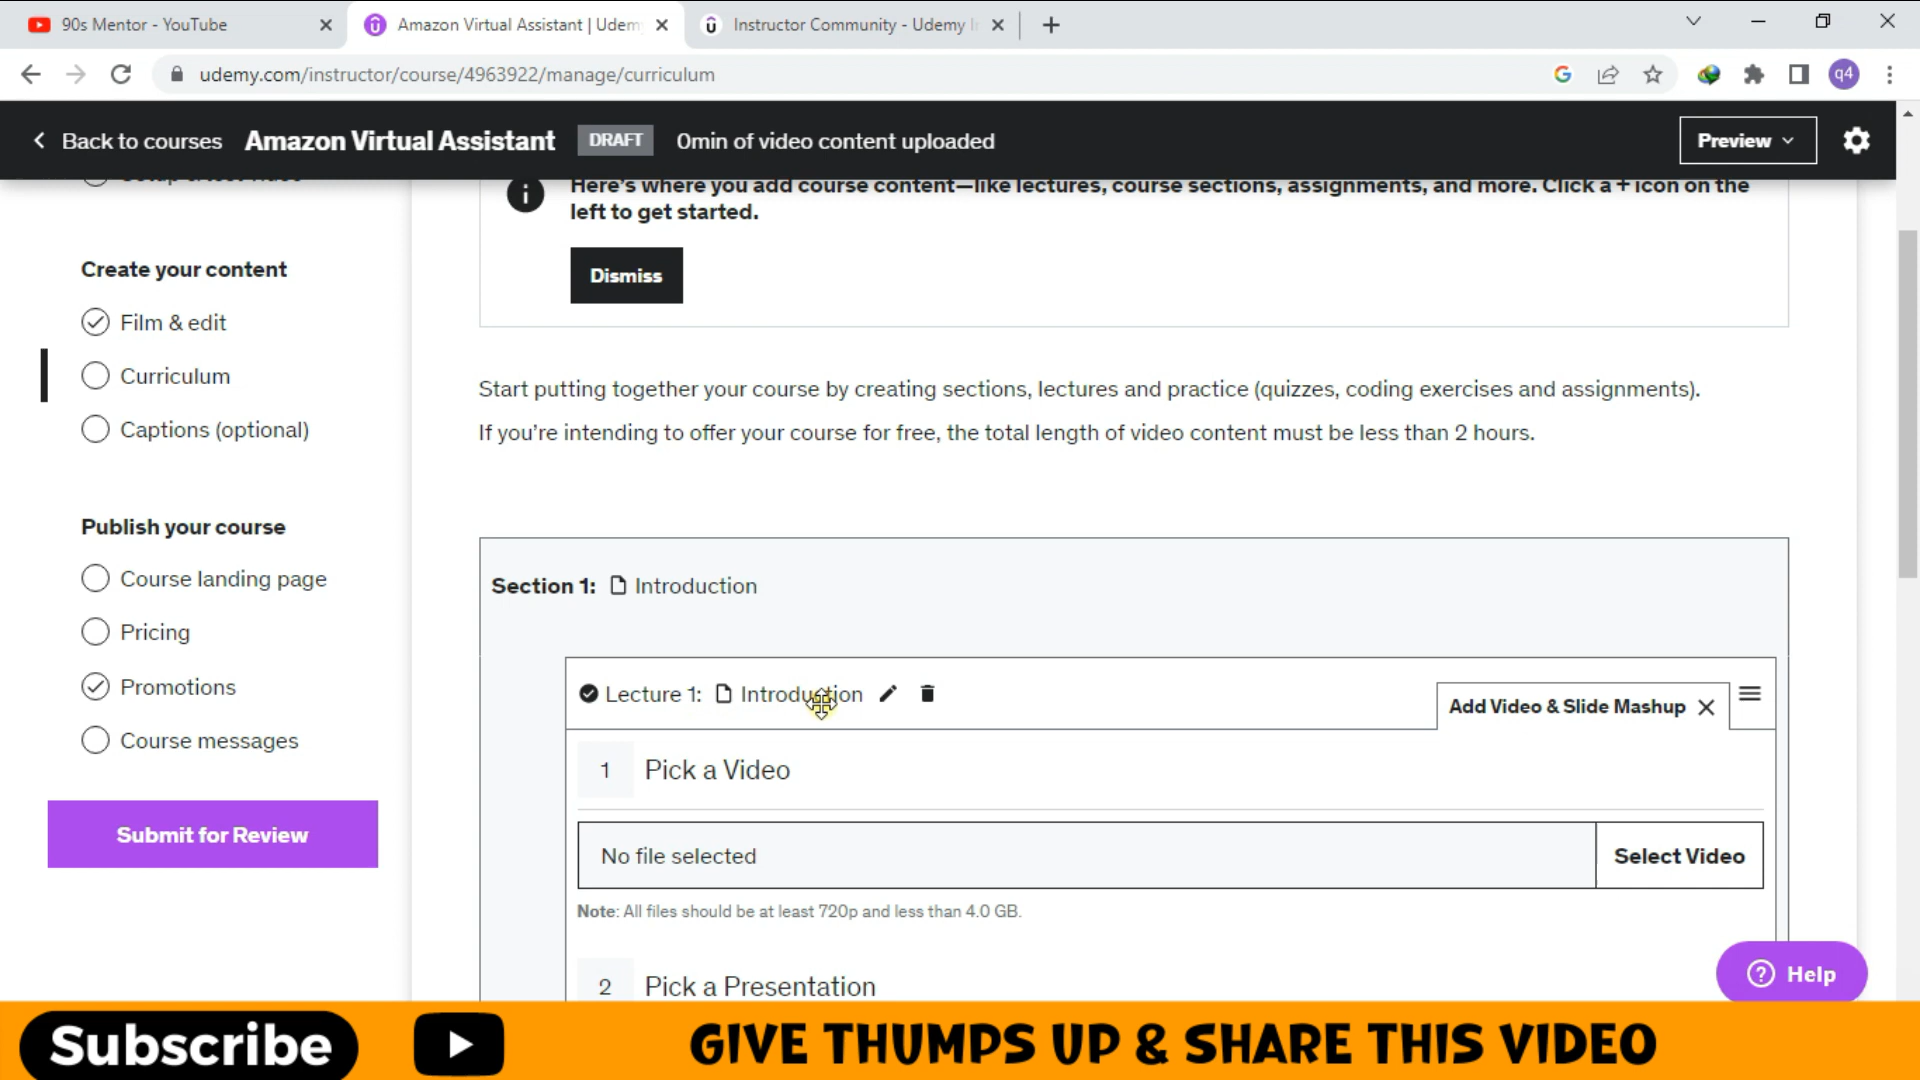 90s Mentor - YouTube
Amazon Virtual Assistant | Udem
Instructor Community - Udemy I
udemy.com/instructor/course/4963922/manage/curriculum
q4
Back to courses
Amazon Virtual Assistant
DRAFT
0min of video content uploaded
Preview
Here's where you add course content—like lectures, course sections, assignments, and more. Click a + icon on the
left to get started.
Dismiss
Create your content
Film & edit
Curriculum
Captions (optional)
Publish your course
Course landing page
Pricing
Promotions
Course messages
Submit for Review
Start putting together your course by creating sections, lectures and practice (quizzes, coding exercises and assignments).
If you're intending to offer your course for free, the total length of video content must be less than 2 hours.
Section 1: Introduction
Lecture 1: Introduction
Add Video & Slide Mashup
1 Pick a Video
No file selected
Select Video
Note: All files should be at least 720p and less than 4.0 GB.
2 Pick a Presentation
Help
Subscribe
GIVE THUMPS UP & SHARE THIS VIDEO